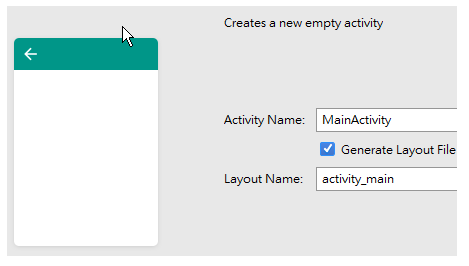 Creates a new empty activity
Activity Name: MainActivity
Generate Layout File
Layout Name: activity_main